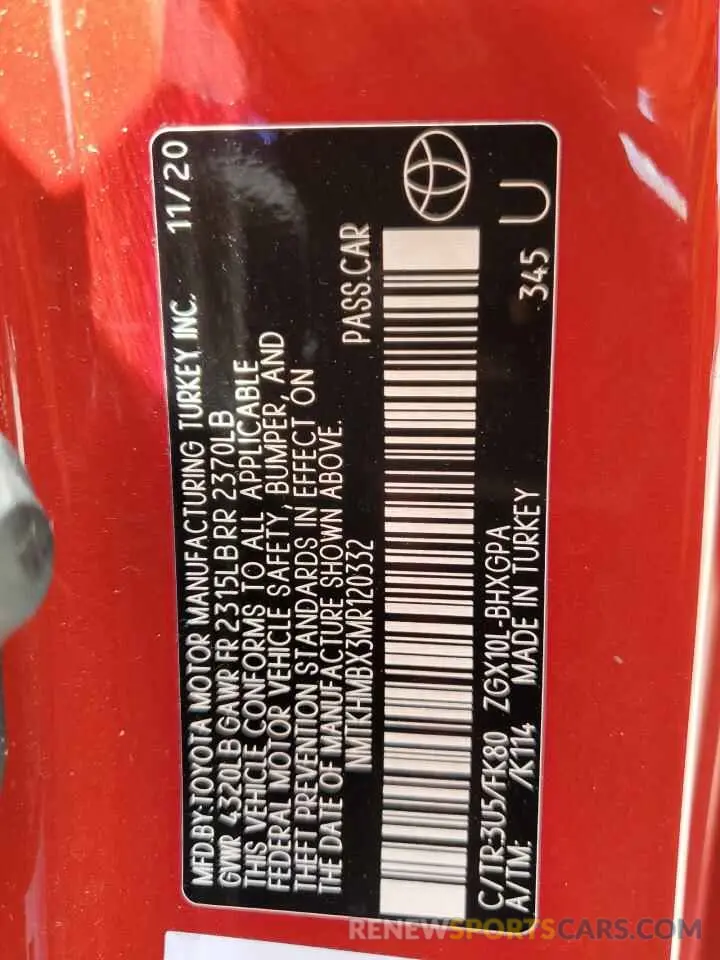 MFD.BY:TOYOTA MOTOR MANUFACTURING TURKEY INC. 11/20
GVWR 4320LB GAWR FR 2315LB RR 2370LB
THIS VEHICLE CONFORMS TO ALL APPLICABLE
FEDERAL MOTOR VEHICLE SAFETY, BUMPER, AND
THEFT PREVENTION STANDARDS IN EFFECT ON
THE DATE OF MANUFACTURE SHOWN ABOVE.
NMTKHMBX3MR120332 PASS.CAR
C/TR:3U5/FK80 ZGX10L-BHXGPA 345 U
A/TM: /K114 MADE IN TURKEY
RENEWSPORTSCARS.COM